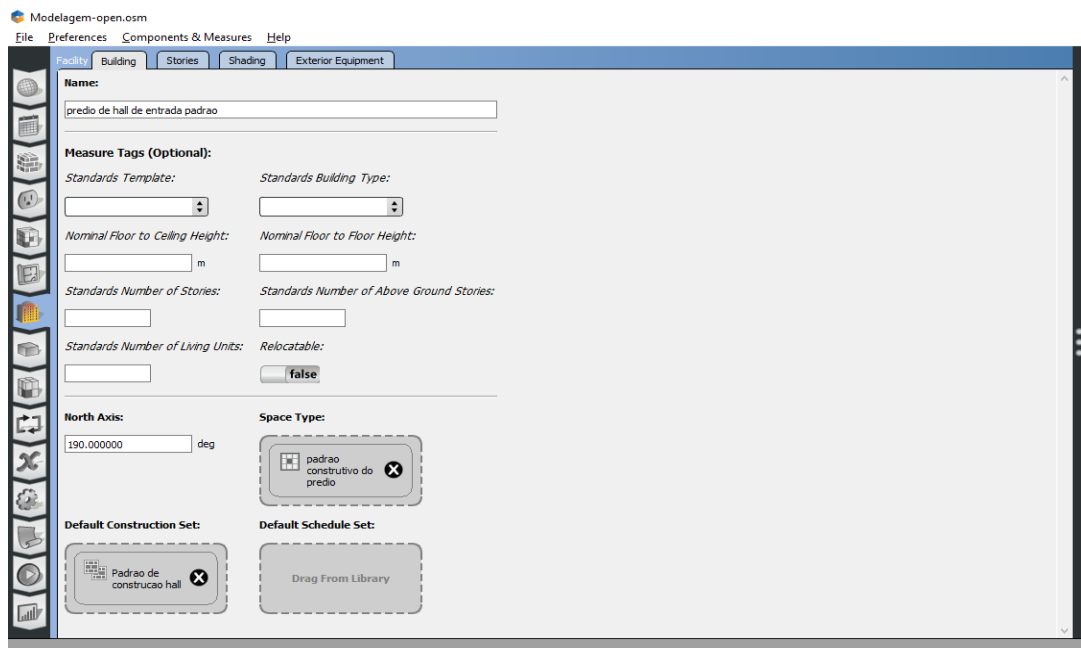 Modelagem-open.osm
File Preferences Components & Measures Help
Facility Building Stories Shading Exterior Equipment
Name:
predio de hall de entrada padrao
Measure Tags (Optional):
Standards Template: Standards Building Type:
Nominal Floor to Ceiling Height: Nominal Floor to Floor Height:
m m
Standards Number of Stories: Standards Number of Above Ground Stories:
Standards Number of Living Units: Relocatable:
false
North Axis: Space Type:
190.000000 deg
padrao
construtivo do
predio
Default Construction Set: Default Schedule Set:
Padrao de
construcao hall
Drag From Library